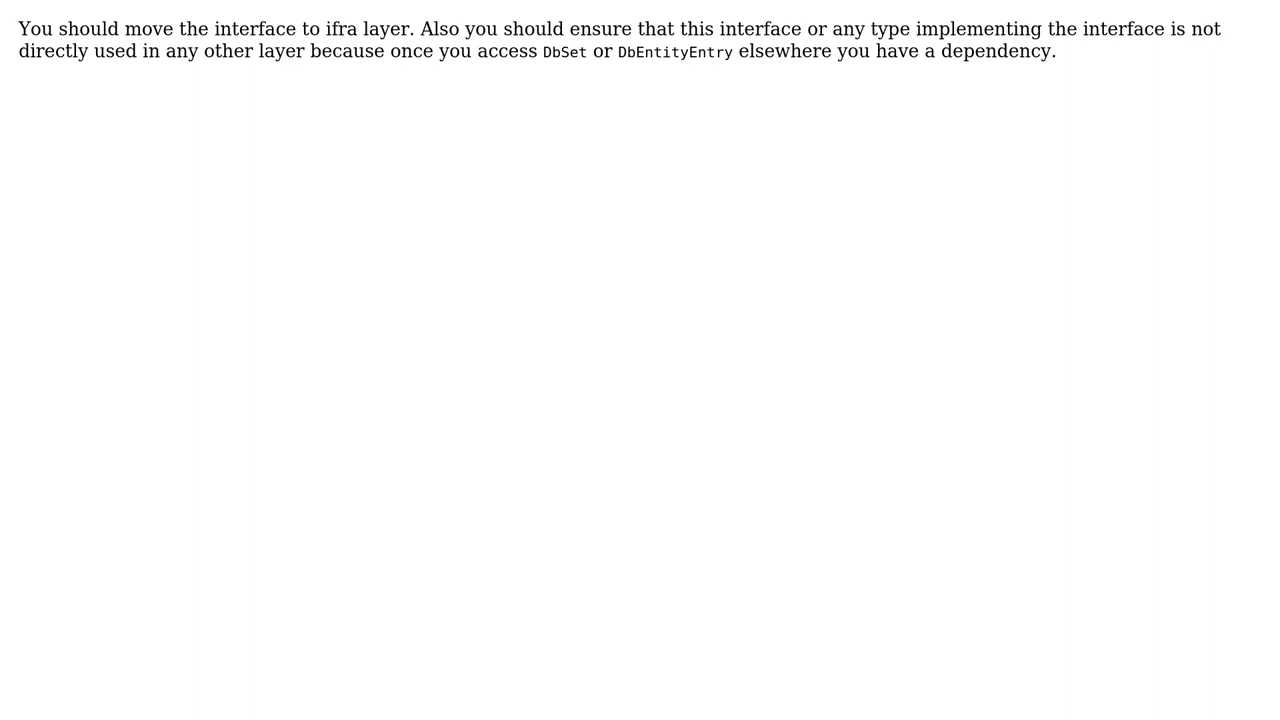 You should move the interface to ifra layer. Also you should ensure that this interface or any type implementing the interface is not
directly used in any other layer because once you access DbSet or DbEntityEntry elsewhere you have a dependency.